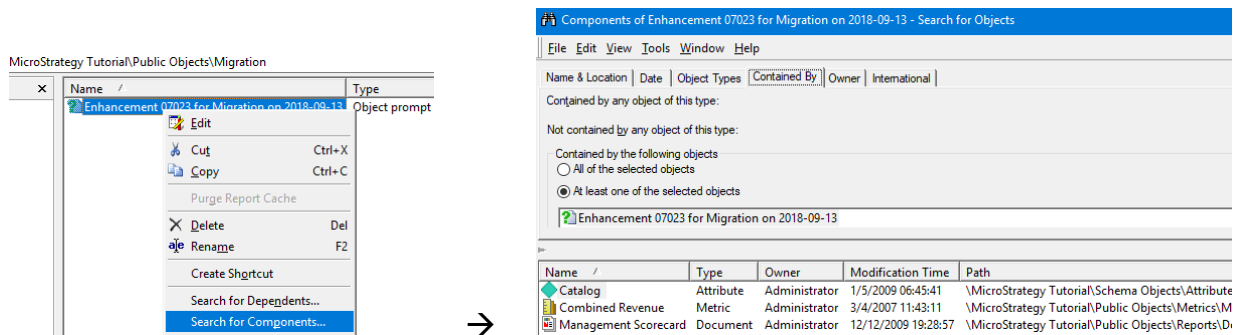 MicroStrategy Tutorial\Public Objects\Migration
Name Type
Enhancement 07023 for Migration on 2018-09-13 Object prompt
Edit
Cut Ctrl+X
Copy Ctrl+C
Purge Report Cache
Delete Del
Rename F2
Create Shortcut
Search for Dependents...
Search for Components...
→
Components of Enhancement 07023 for Migration on 2018-09-13 - Search for Objects
File Edit View Tools Window Help
Name & Location Date Object Types Contained By Owner International
Contained by any object of this type:
Not contained by any object of this type:
Contained by the following objects
All of the selected objects
At least one of the selected objects
Enhancement 07023 for Migration on 2018-09-13
Name Type Owner Modification Time Path
Catalog Attribute Administrator 1/5/2009 06:45:41 \MicroStrategy Tutorial\Schema Objects\Attribute
Combined Revenue Metric Administrator 3/4/2007 11:43:11 \MicroStrategy Tutorial\Public Objects\Metrics\M
Management Scorecard Document Administrator 12/12/2009 19:28:57 \MicroStrategy Tutorial\Public Objects\Reports\D